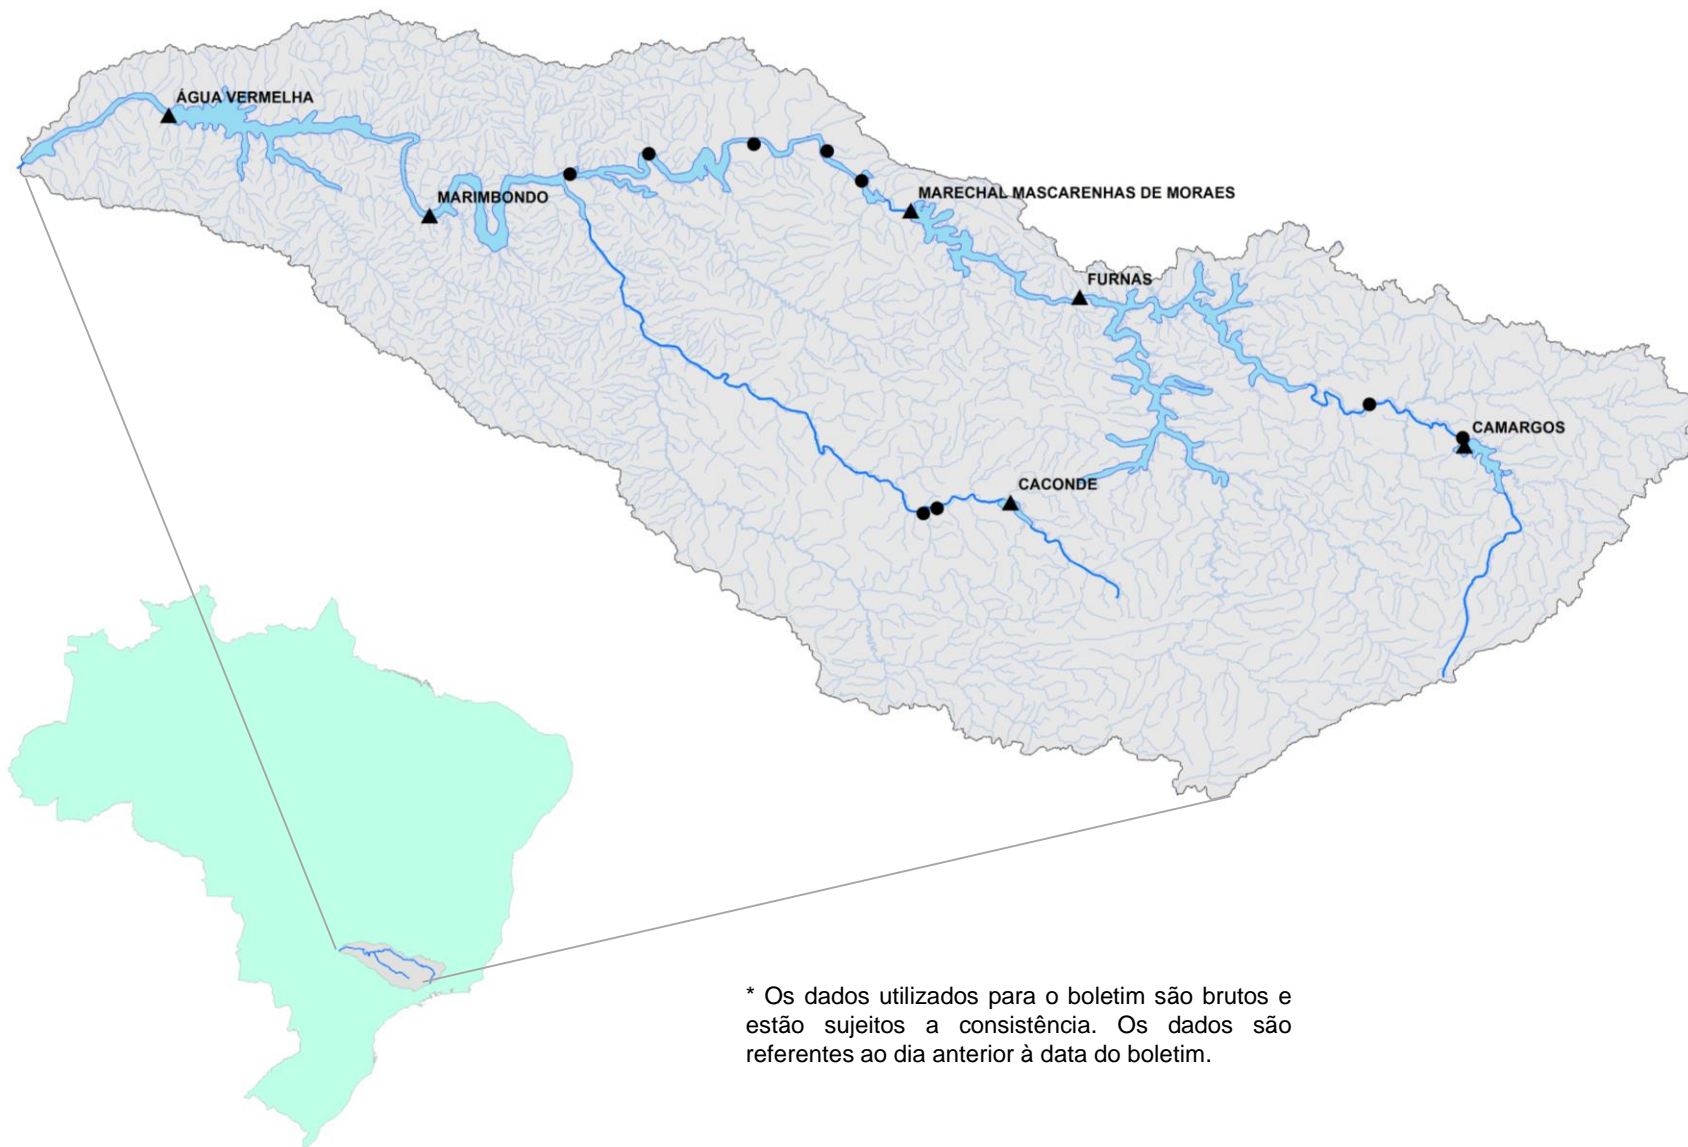 ÁGUA VERMELHA
MARIMBONDO
MARECHAL MASCARENHAS DE MORAES
FURNAS
CAMARGOS
CACONDE
* Os dados utilizados para o boletim são brutos e
estão sujeitos a consistência. Os dados são
referentes ao dia anterior à data do boletim.